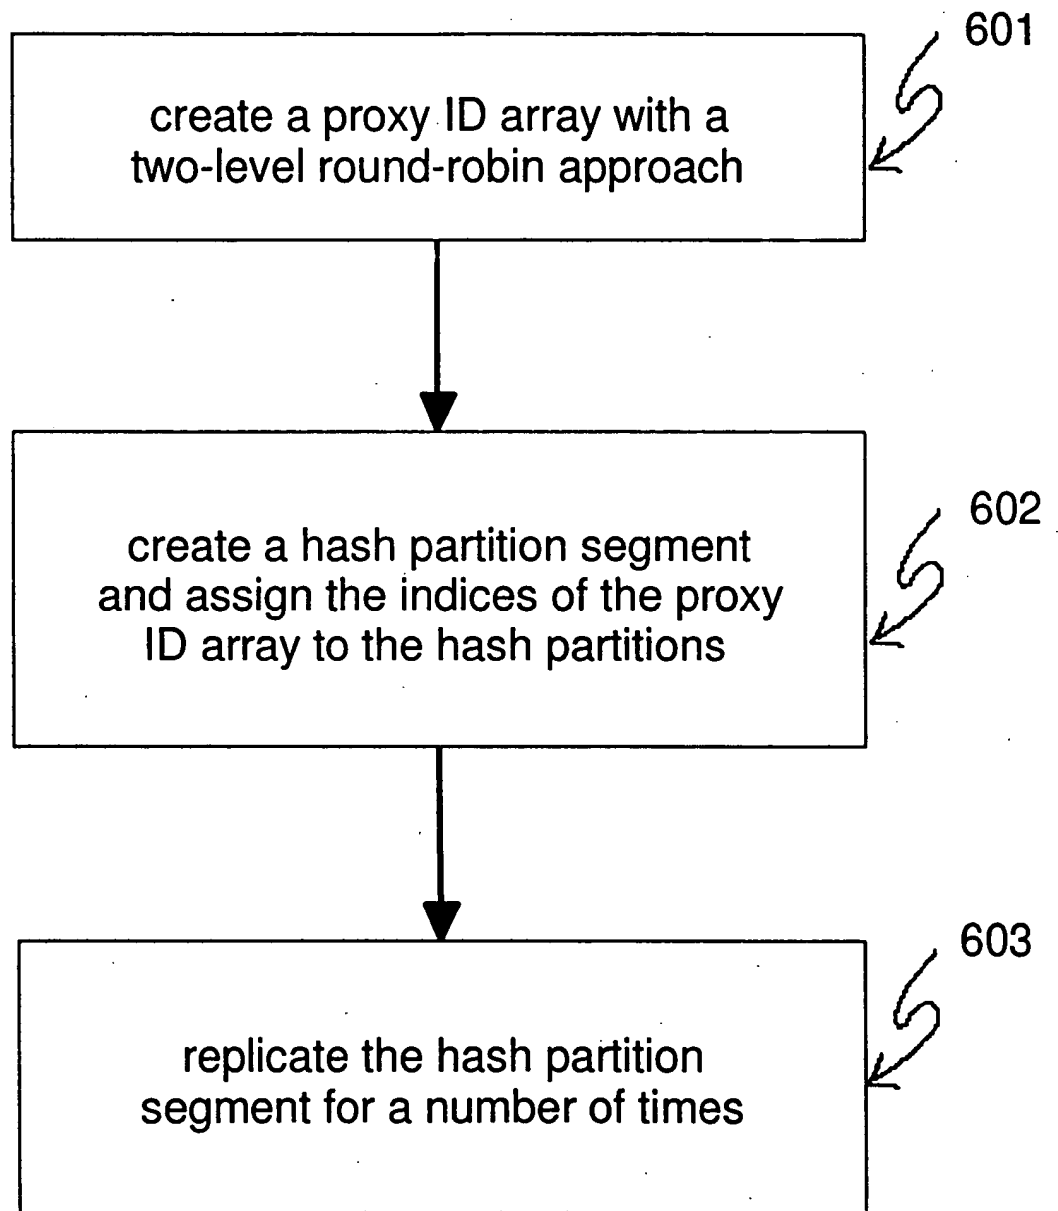 601
create a proxy ID array with a
two-level round-robin approach
602
create a hash partition segment
and assign the indices of the proxy
ID array to the hash partitions
603
replicate the hash partition
segment for a number of times